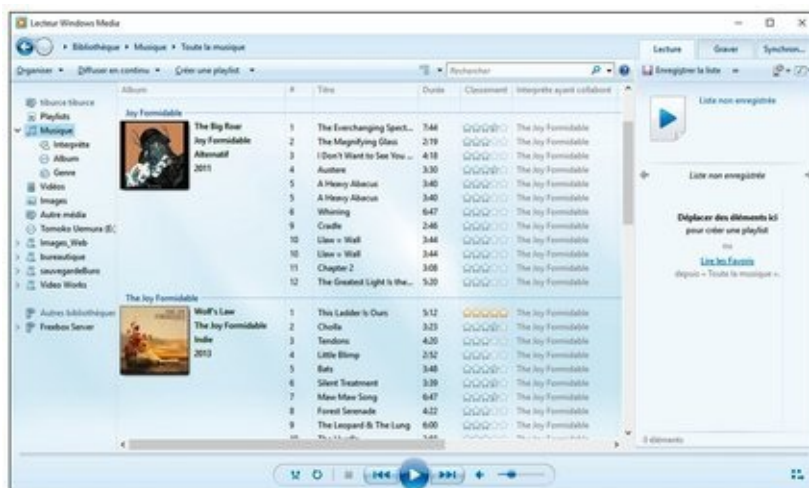 Lecteur Windows Media
Bibliothèque ▸ Musique ▸ Toute la musique
Lecture Graver Synchron...
Organiser Diffuser en continu Créer une playlist Rechercher Enregistrer la liste
Album # Titre Durée Classement Interprète ayant collaboré
tiburce tiburce
Playlists
Musique
Interprète
Album
Genre
Vidéos
Images
Autre média
Tomoko Uemura (E:)
Images_Web
bureautique
sauvegardeBuro
Video Works
Autres bibliothèques
Freebox Server
Joy Formidable
The Big Roar
Joy Formidable
Alternatif
2011
1 The Everchanging Spect... 7:44 The Joy Formidable
2 The Magnifying Glass 2:19 The Joy Formidable
3 I Don't Want to See You ... 4:18 The Joy Formidable
4 Austere 3:30 The Joy Formidable
5 A Heavy Abacus 3:40 The Joy Formidable
5 A Heavy Abacus 3:40 The Joy Formidable
6 Whirring 6:47 The Joy Formidable
9 Cradle 2:46 The Joy Formidable
10 Llaw = Wall 3:44 The Joy Formidable
10 Llaw = Wall 3:44 The Joy Formidable
11 Chapter 2 3:08 The Joy Formidable
12 The Greatest Light Is the... 5:20 The Joy Formidable
The Joy Formidable
Wolf's Law
The Joy Formidable
Indie
2013
1 This Ladder Is Ours 5:12 The Joy Formidable
2 Cholla 3:23 The Joy Formidable
3 Tendons 4:20 The Joy Formidable
4 Little Blimp 2:52 The Joy Formidable
5 Bats 3:48 The Joy Formidable
6 Silent Treatment 3:39 The Joy Formidable
7 Maw Maw Song 6:47 The Joy Formidable
8 Forest Serenade 4:22 The Joy Formidable
9 The Leopard & The Lung 6:00 The Joy Formidable
Liste non enregistrée
Liste non enregistrée
Déplacer des éléments ici
pour créer une playlist
ou
Lire les Favoris
depuis « Toute la musique ».
0 éléments